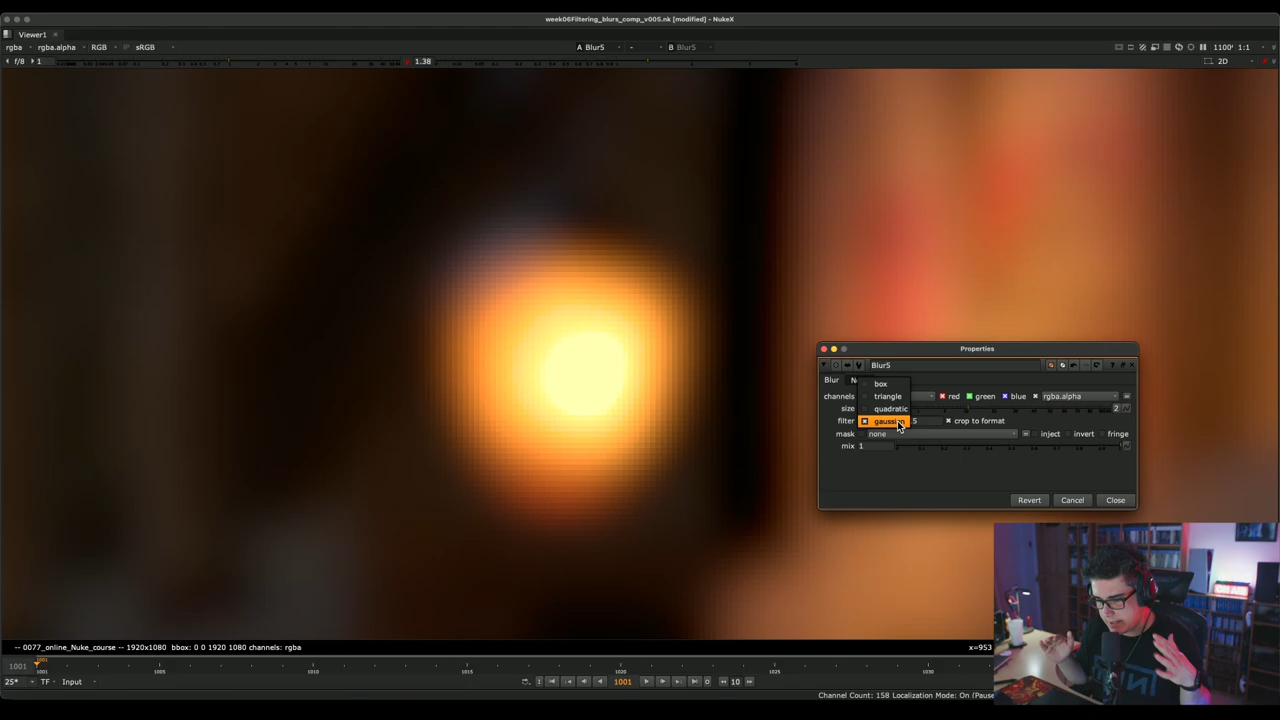 week06Filtering_blurs_comp_v005.nk [modified] - NukeX
Viewer1
rgba rgba.alpha RGB sRGB A Blur5 - B Blur5 1100' 1:1
f/8 1 1.38 2D
Properties
Blur5
Blur
box
channels red green blue rgba.alpha
triangle
size quadratic 2
filter gaussian 5 crop to format
mask none inject invert fringe
mix 1
Revert Cancel Close
-- 0077_online_Nuke_course -- 1920x1080 bbox: 0 0 1920 1080 channels: rgba x=953
1001 1001 1005 1010 1015 1020 1025 1030
25* TF Input 1001 10
Channel Count: 158 Localization Mode: On (Pause